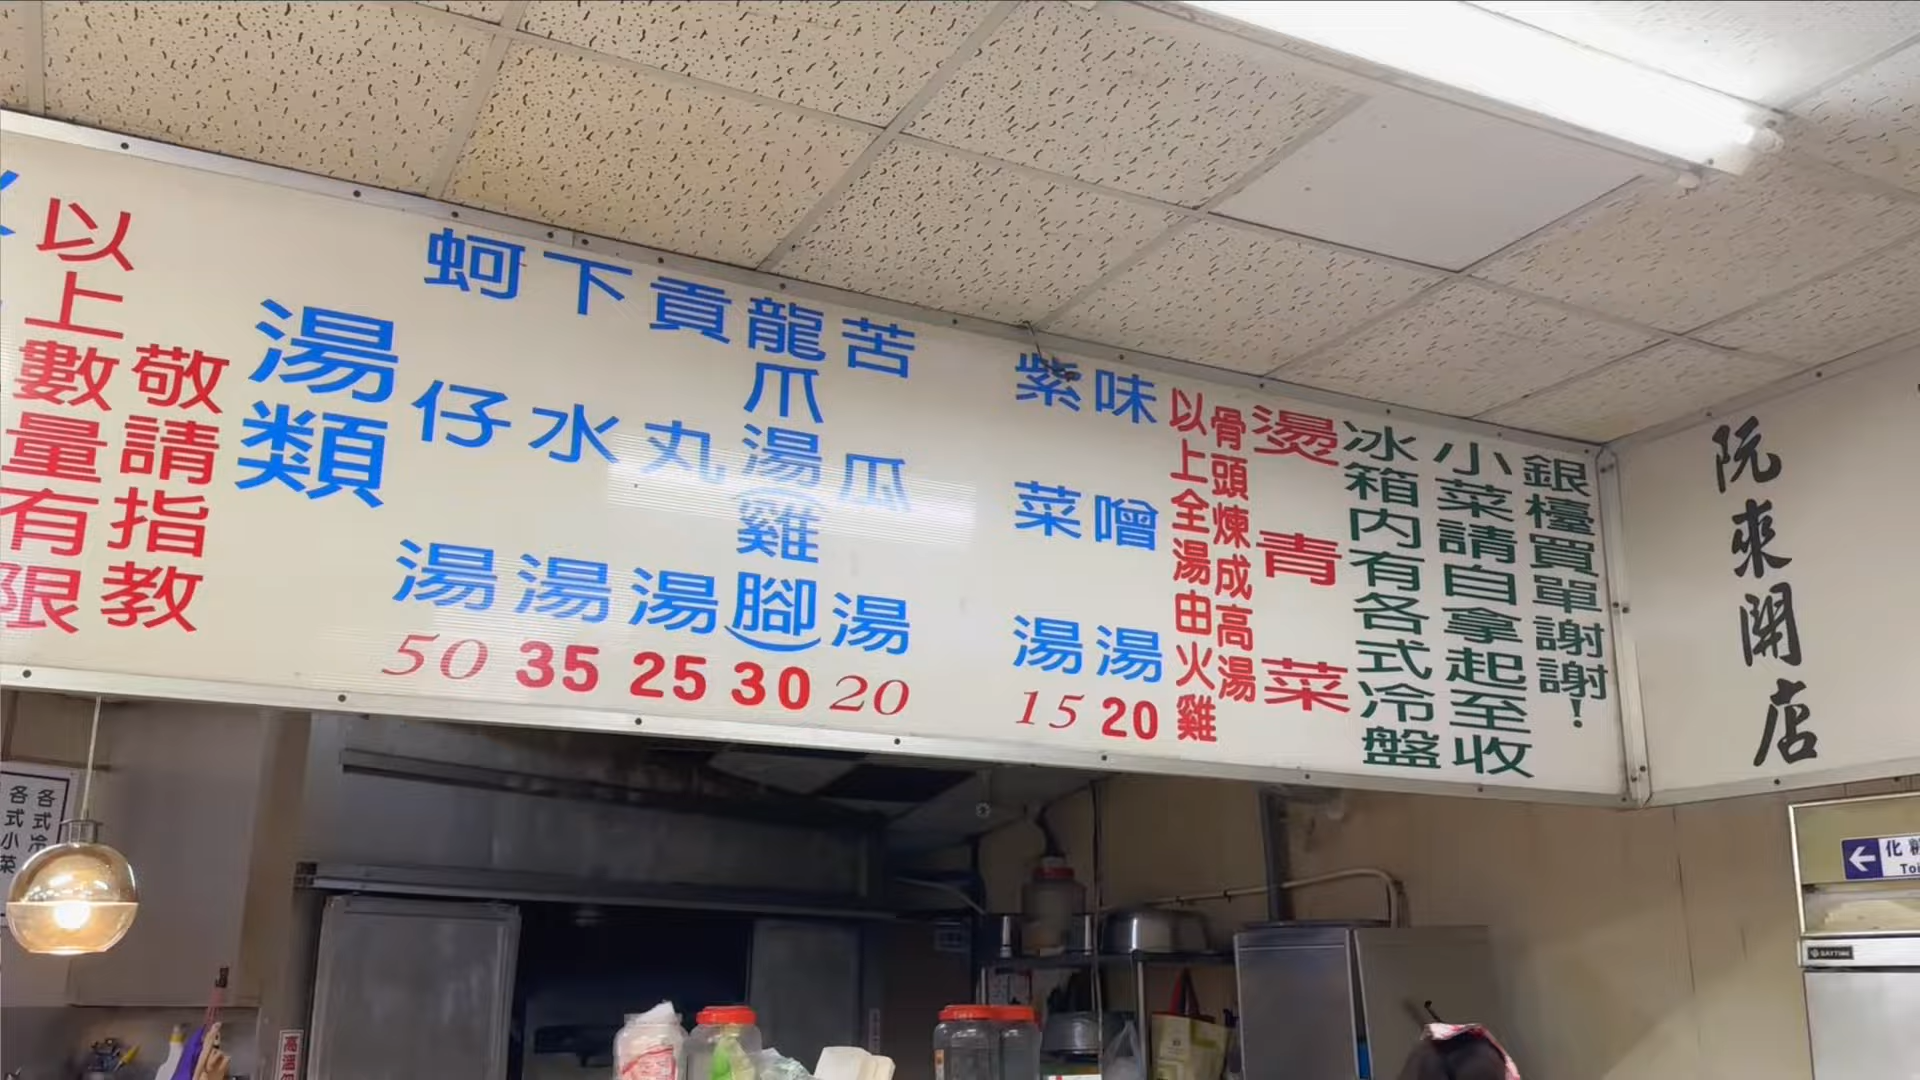 以上數量有限
敬請指教
湯類
蚵仔湯 50
下水湯 35
貢丸湯 25
龍爪湯(雞腳) 30
苦瓜湯 20
紫菜湯 15
味噌湯 20
以上全湯由火雞
骨頭煉成高湯
燙青菜
冰箱內有各式冷盤
小菜請自拿起至收
銀檯買單謝謝!
阮來開店
各式小菜
各式冷
化
高溫